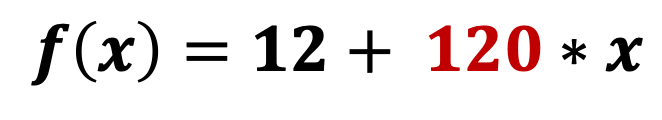 f(x) = 12 + 120 * x